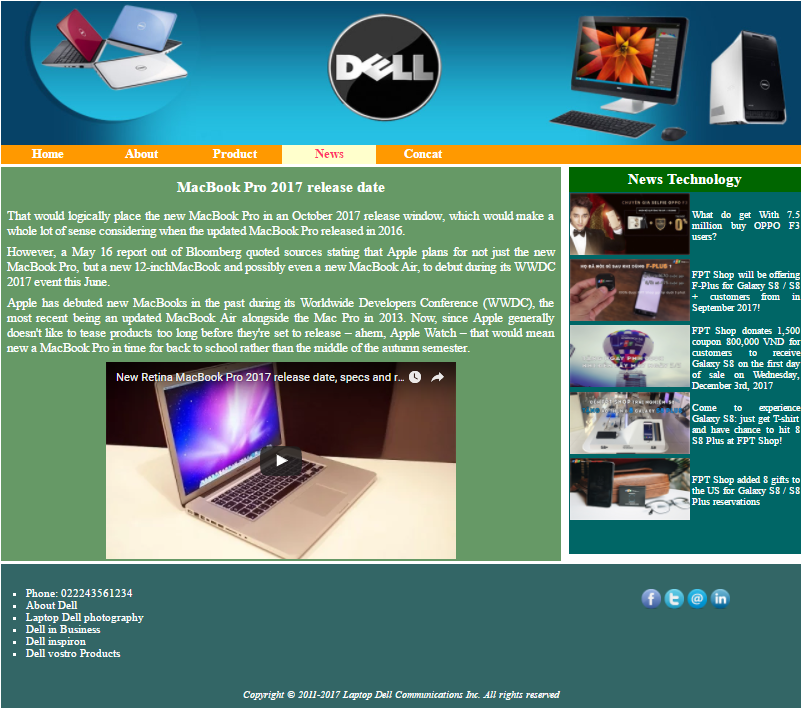 DELL
Home About Product News Concat
MacBook Pro 2017 release date
That would logically place the new MacBook Pro in an October 2017 release window, which would make a
whole lot of sense considering when the updated MacBook Pro released in 2016.
However, a May 16 report out of Bloomberg quoted sources stating that Apple plans for not just the new
MacBook Pro, but a new 12-inchMacBook and possibly even a new MacBook Air, to debut during its WWDC
2017 event this June.
Apple has debuted new MacBooks in the past during its Worldwide Developers Conference (WWDC), the
most recent being an updated MacBook Air alongside the Mac Pro in 2013. Now, since Apple generally
doesn't like to tease products too long before they're set to release – ahem, Apple Watch – that would mean
new a MacBook Pro in time for back to school rather than the middle of the autumn semester.
New Retina MacBook Pro 2017 release date, specs and r...
News Technology
CHUYÊN GIA SELFIE OPPO F3
What do get With 7.5
million buy OPPO F3
users?
FPT Shop will be offering
F-Plus for Galaxy S8 / S8
+ customers from in
September 2017!
FPT Shop donates 1,500
coupon 800,000 VND for
customers to receive
Galaxy S8 on the first day
of sale on Wednesday,
December 3rd, 2017
Come to experience
Galaxy S8: just get T-shirt
and have chance to hit 8
S8 Plus at FPT Shop!
FPT Shop added 8 gifts to
the US for Galaxy S8 / S8
Plus reservations
Phone: 022243561234
About Dell
Laptop Dell photography
Dell in Business
Dell inspiron
Dell vostro Products
Copyright © 2011-2017 Laptop Dell Communications Inc. All rights reserved